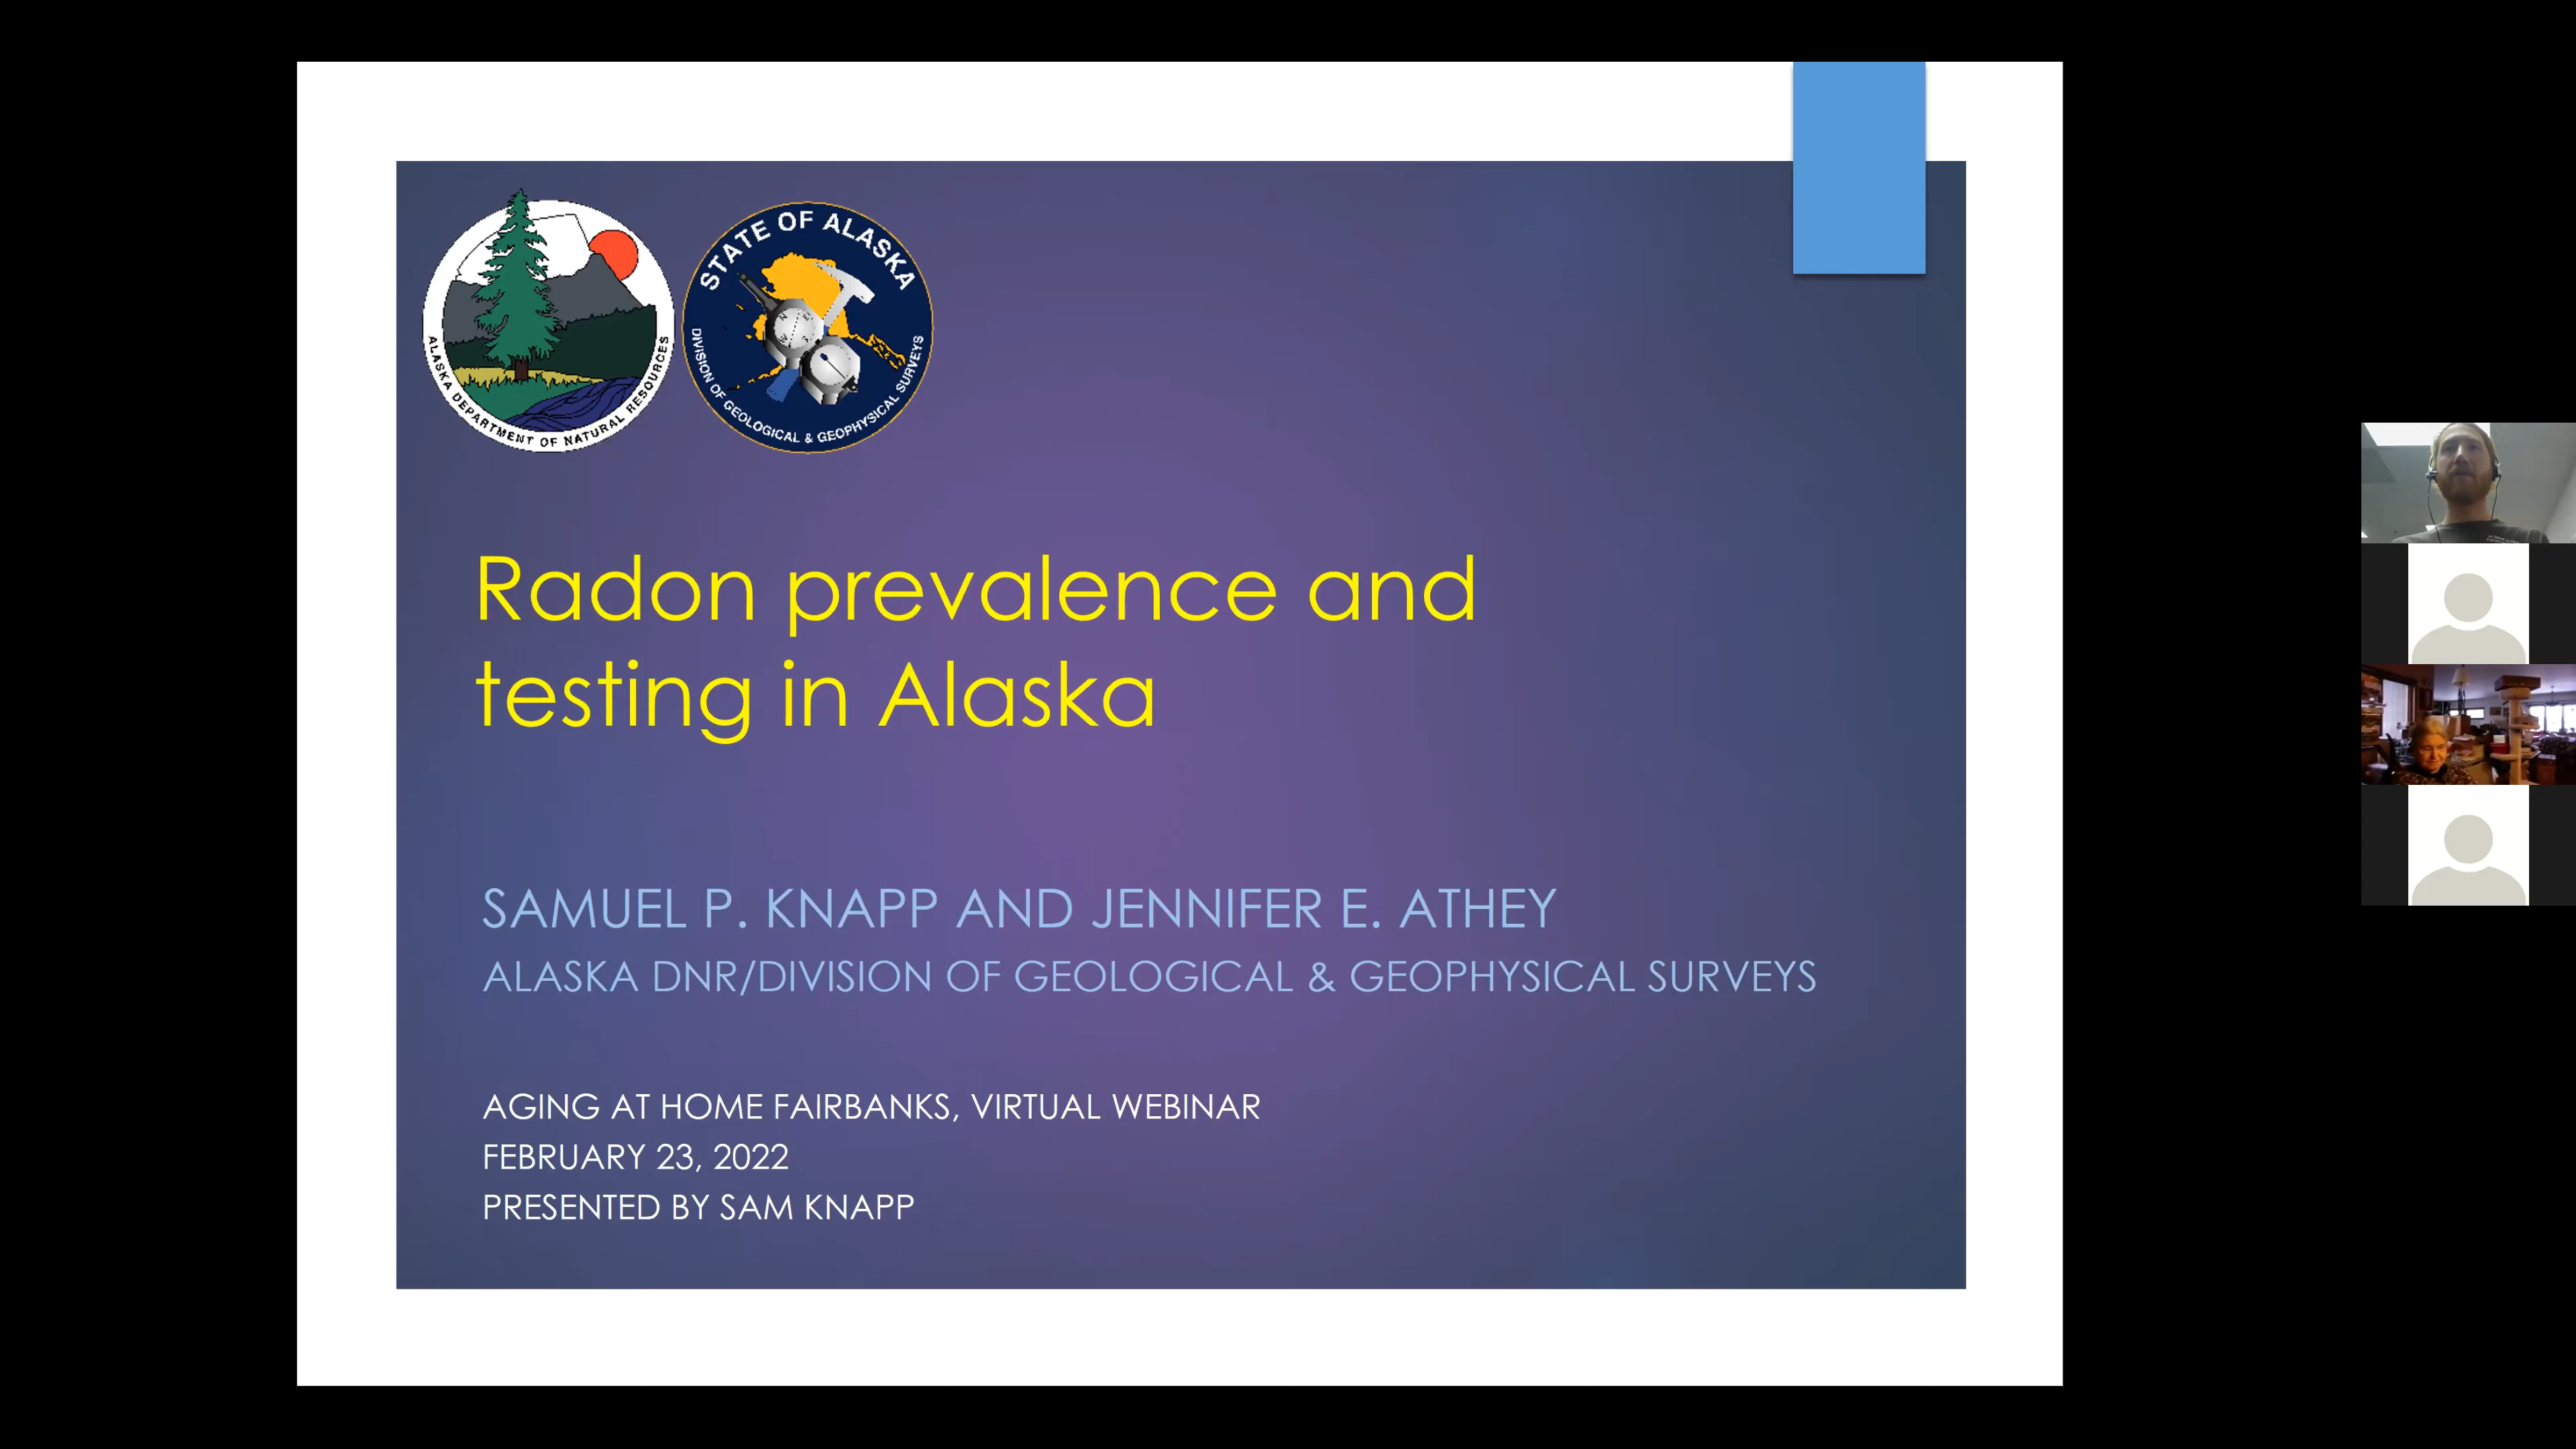 ALASKA DEPARTMENT OF NATURAL RESOURCES
STATE OF ALASKA
DIVISION OF GEOLOGICAL & GEOPHYSICAL SURVEYS
Radon prevalence and
testing in Alaska
SAMUEL P. KNAPP AND JENNIFER E. ATHEY
ALASKA DNR/DIVISION OF GEOLOGICAL & GEOPHYSICAL SURVEYS
AGING AT HOME FAIRBANKS, VIRTUAL WEBINAR
FEBRUARY 23, 2022
PRESENTED BY SAM KNAPP